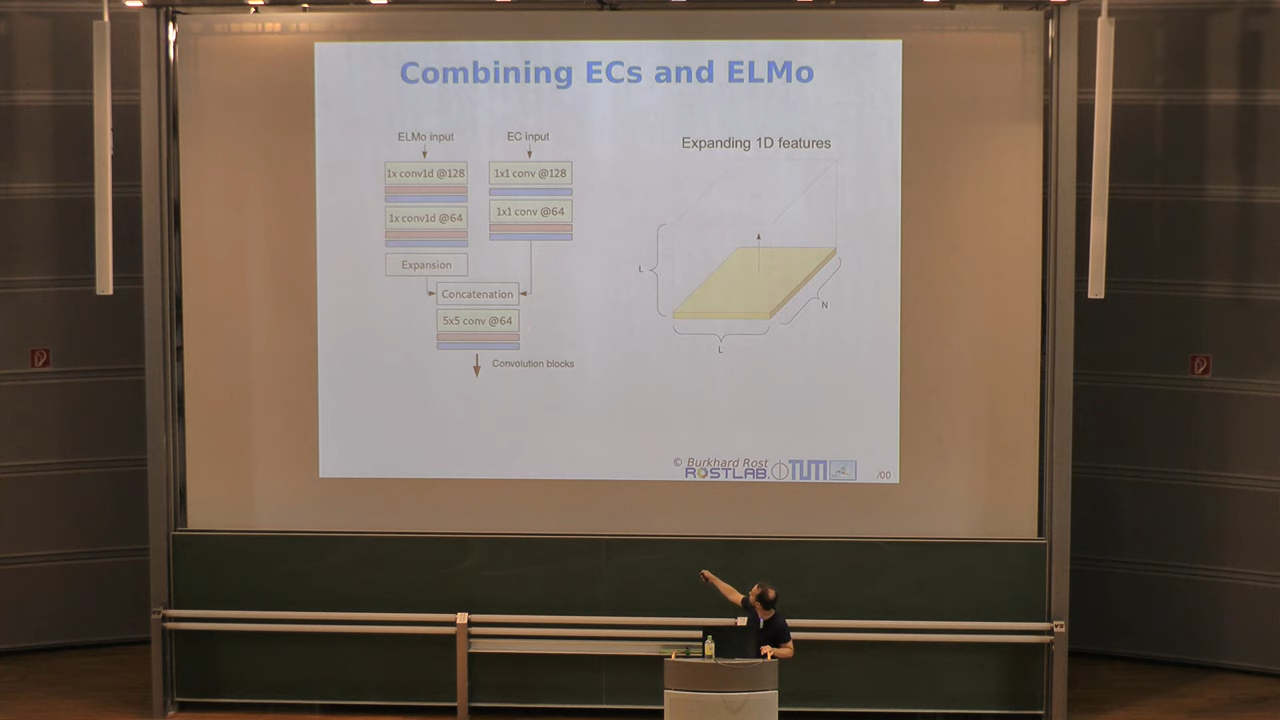 Combining ECs and ELMo
ELMo input
EC input
1x conv1d @128
1x1 conv @128
1x conv1d @64
1x1 conv @64
Expansion
Concatenation
5x5 conv @64
Convolution blocks
Expanding 1D features
L
N
L
© Burkhard Rost
ROSTLAB
TUM
/00